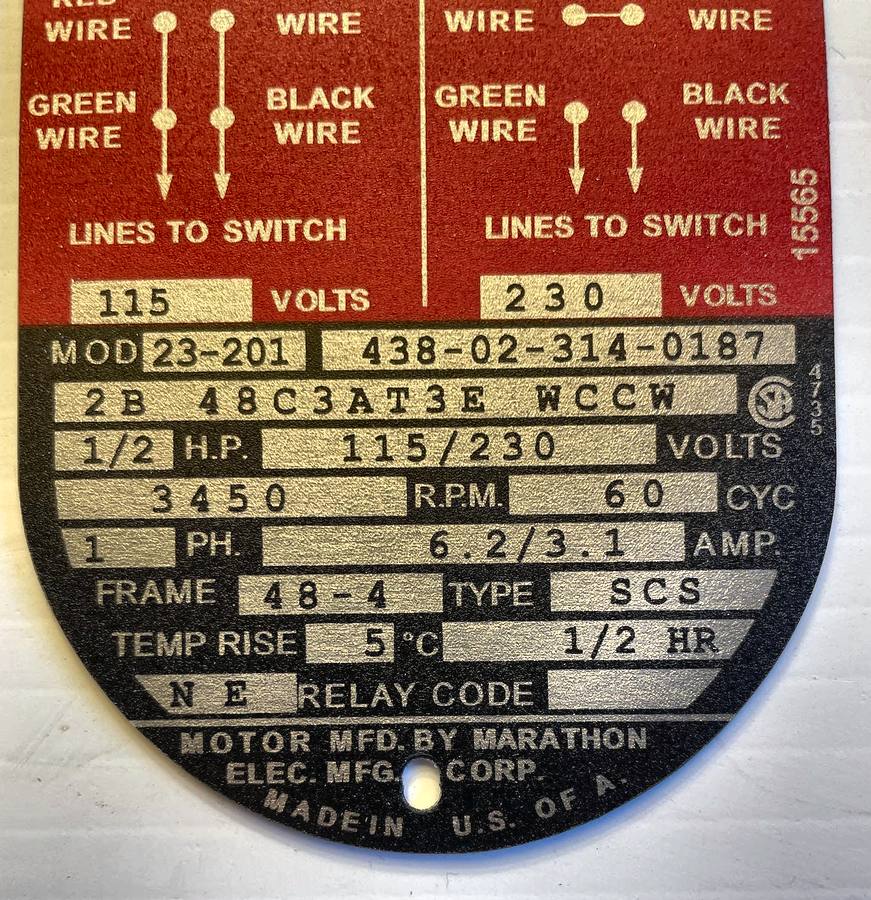 RED WIRE WIRE WIRE WIRE
GREEN WIRE BLACK WIRE GREEN WIRE BLACK WIRE
LINES TO SWITCH LINES TO SWITCH
15565
115 VOLTS 230 VOLTS
MOD 23-201 438-02-314-0187
2B 48C3AT3E WCCW
4735
1/2 H.P. 115/230 VOLTS
3450 R.P.M. 60 CYC
1 PH. 6.2/3.1 AMP.
FRAME 48-4 TYPE SCS
TEMP RISE 5 °C 1/2 HR
NE RELAY CODE
MOTOR MFD. BY MARATHON
ELEC. MFG. CORP.
MADE IN U.S. OF A.